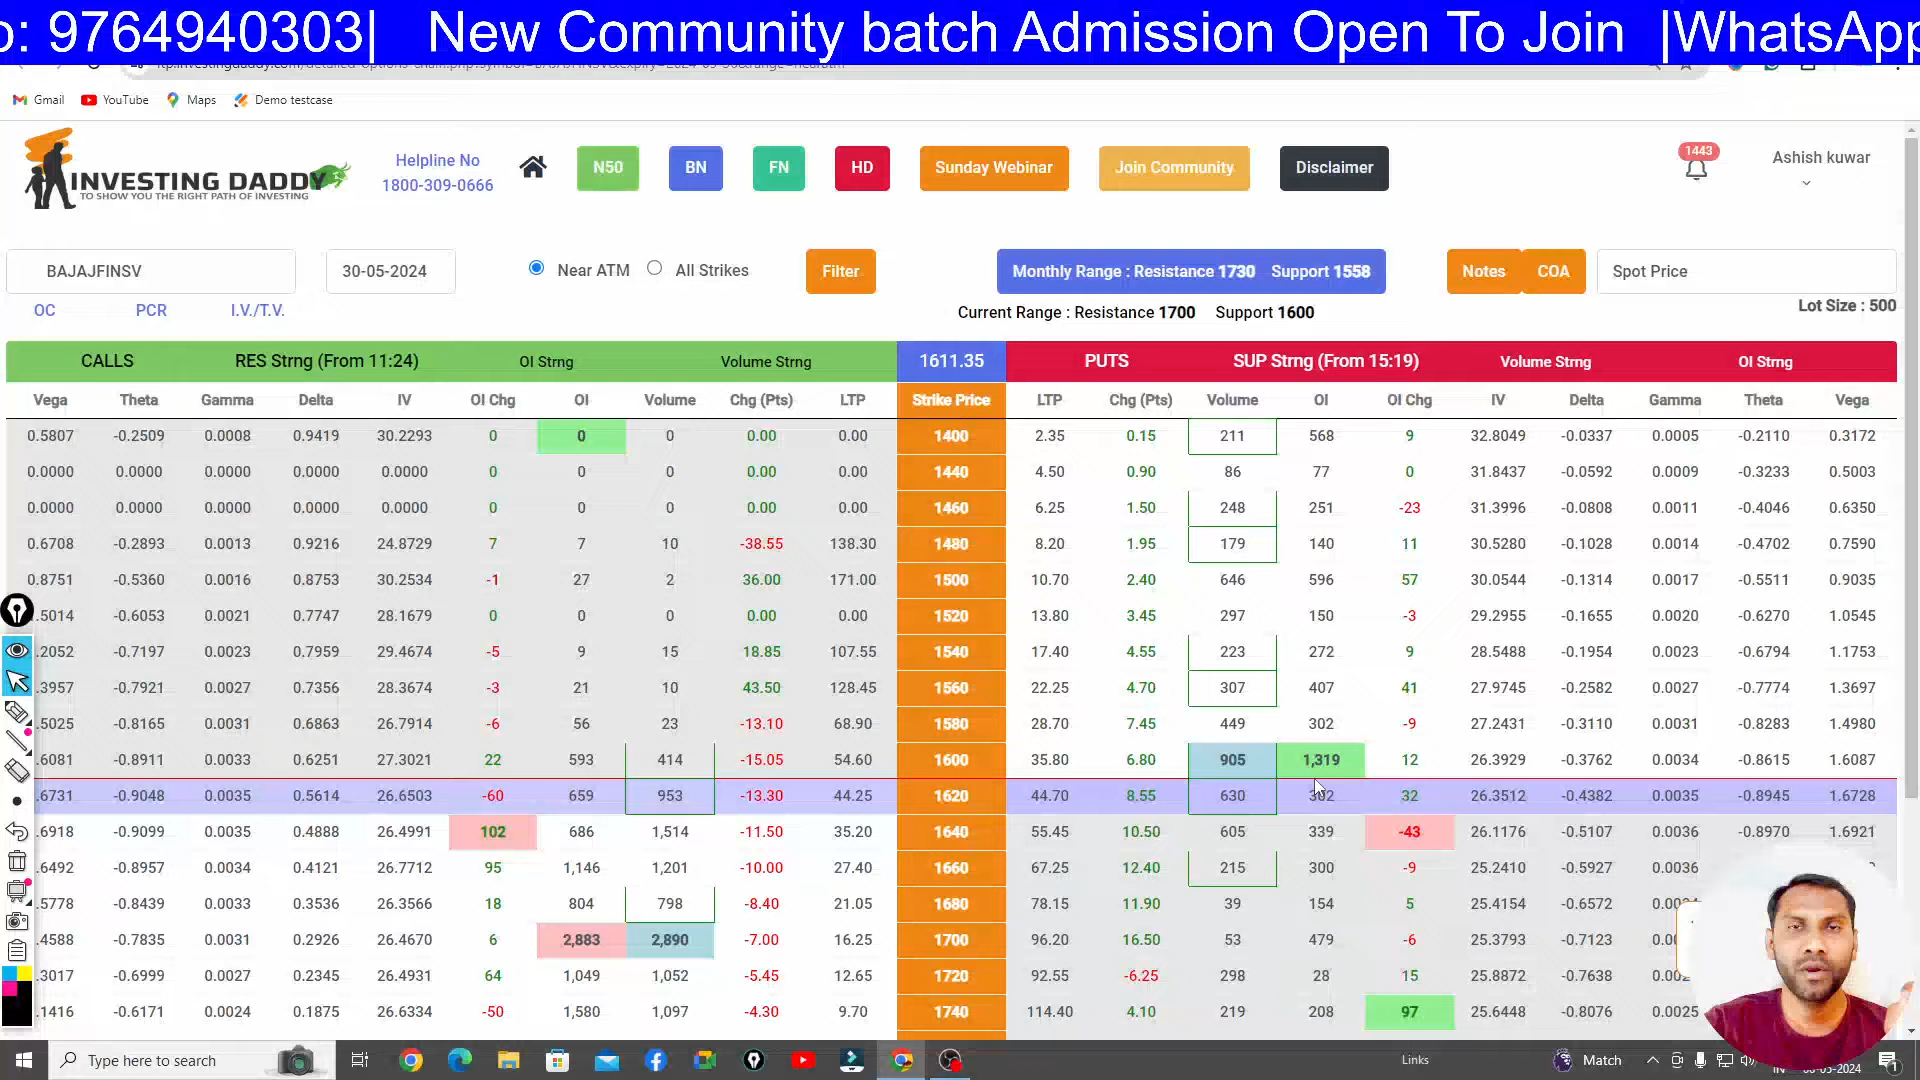 o: 9764940303|   New Community batch Admission Open To Join  |WhatsApp
Gmail YouTube Maps Demo testcase
INVESTING DADDY
TO SHOW YOU THE RIGHT PATH OF INVESTING
Helpline No
1800-309-0666
N50 BN FN HD Sunday Webinar Join Community Disclaimer
1443
Ashish kuwar
BAJAJFINSV 30-05-2024 Near ATM All Strikes Filter
Monthly Range : Resistance 1730 Support 1558
Notes COA Spot Price
OC PCR I.V./T.V.
Current Range : Resistance 1700 Support 1600
Lot Size : 500
CALLS RES Strng (From 11:24) OI Strng Volume Strng 1611.35 PUTS SUP Strng (From 15:19) Volume Strng OI Strng
Vega Theta Gamma Delta IV OI Chg OI Volume Chg (Pts) LTP Strike Price LTP Chg (Pts) Volume OI OI Chg IV Delta Gamma Theta Vega
0.5807 -0.2509 0.0008 0.9419 30.2293 0 0 0 0.00 0.00 1400 2.35 0.15 211 568 9 32.8049 -0.0337 0.0005 -0.2110 0.3172
0.0000 0.0000 0.0000 0.0000 0.0000 0 0 0 0.00 0.00 1440 4.50 0.90 86 77 0 31.8437 -0.0592 0.0009 -0.3233 0.5003
0.0000 0.0000 0.0000 0.0000 0.0000 0 0 0 0.00 0.00 1460 6.25 1.50 248 251 -23 31.3996 -0.0808 0.0011 -0.4046 0.6350
0.6708 -0.2893 0.0013 0.9216 24.8729 7 7 10 -38.55 138.30 1480 8.20 1.95 179 140 11 30.5280 -0.1028 0.0014 -0.4702 0.7590
0.8751 -0.5360 0.0016 0.8753 30.2534 -1 27 2 36.00 171.00 1500 10.70 2.40 646 596 57 30.0544 -0.1314 0.0017 -0.5511 0.9035
.5014 -0.6053 0.0021 0.7747 28.1679 0 0 0 0.00 0.00 1520 13.80 3.45 297 150 -3 29.2955 -0.1655 0.0020 -0.6270 1.0545
.2052 -0.7197 0.0023 0.7959 29.4674 -5 9 15 18.85 107.55 1540 17.40 4.55 223 272 9 28.5488 -0.1954 0.0023 -0.6794 1.1753
.3957 -0.7921 0.0027 0.7356 28.3674 -3 21 10 43.50 128.45 1560 22.25 4.70 307 407 41 27.9745 -0.2582 0.0027 -0.7774 1.3697
.5025 -0.8165 0.0031 0.6863 26.7914 -6 56 23 -13.10 68.90 1580 28.70 7.45 449 302 -9 27.2431 -0.3110 0.0031 -0.8283 1.4980
.6081 -0.8911 0.0033 0.6251 27.3021 22 593 414 -15.05 54.60 1600 35.80 6.80 905 1,319 12 26.3929 -0.3762 0.0034 -0.8615 1.6087
.6731 -0.9048 0.0035 0.5614 26.6503 -60 659 953 -13.30 44.25 1620 44.70 8.55 630 32 26.3512 -0.4382 0.0035 -0.8945 1.6728
.6918 -0.9099 0.0035 0.4888 26.4991 102 686 1,514 -11.50 35.20 1640 55.45 10.50 605 339 -43 26.1176 -0.5107 0.0036 -0.8970 1.6921
.6492 -0.8957 0.0034 0.4121 26.7712 95 1,146 1,201 -10.00 27.40 1660 67.25 12.40 215 300 -9 25.2410 -0.5927 0.0036
.5778 -0.8439 0.0033 0.3536 26.3566 18 804 798 -8.40 21.05 1680 78.15 11.90 39 154 5 25.4154 -0.6572
.4588 -0.7835 0.0031 0.2926 26.4670 6 2,883 2,890 -7.00 16.25 1700 96.20 16.50 53 479 -6 25.3793 -0.7123
.3017 -0.6999 0.0027 0.2345 26.4931 64 1,049 1,052 -5.45 12.65 1720 92.55 -6.25 298 28 15 25.8872 -0.7638
.1416 -0.6171 0.0024 0.1875 26.6334 -50 1,580 1,097 -4.30 9.70 1740 114.40 4.10 219 208 97 25.6448 -0.8076 0.0025
Type here to search Links Match